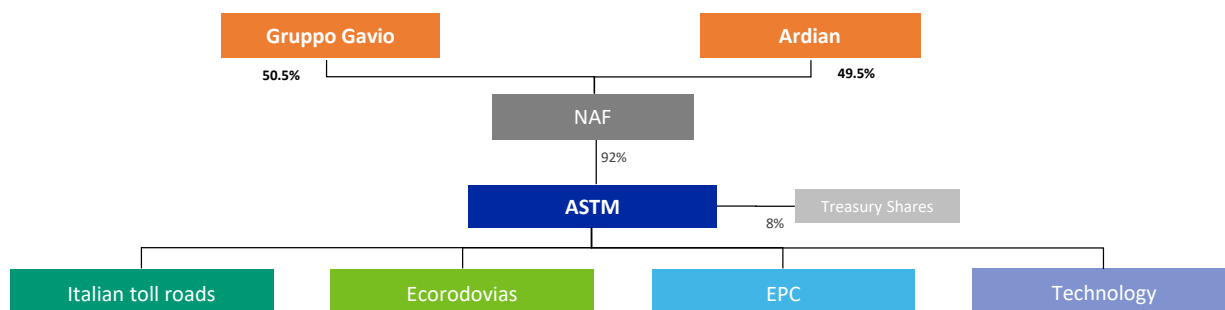 Gruppo Gavio
Ardian
50.5%
49.5%
NAF
92%
ASTM
Treasury Shares
8%
Italian toll roads
Ecorodovias
EPC
Technology